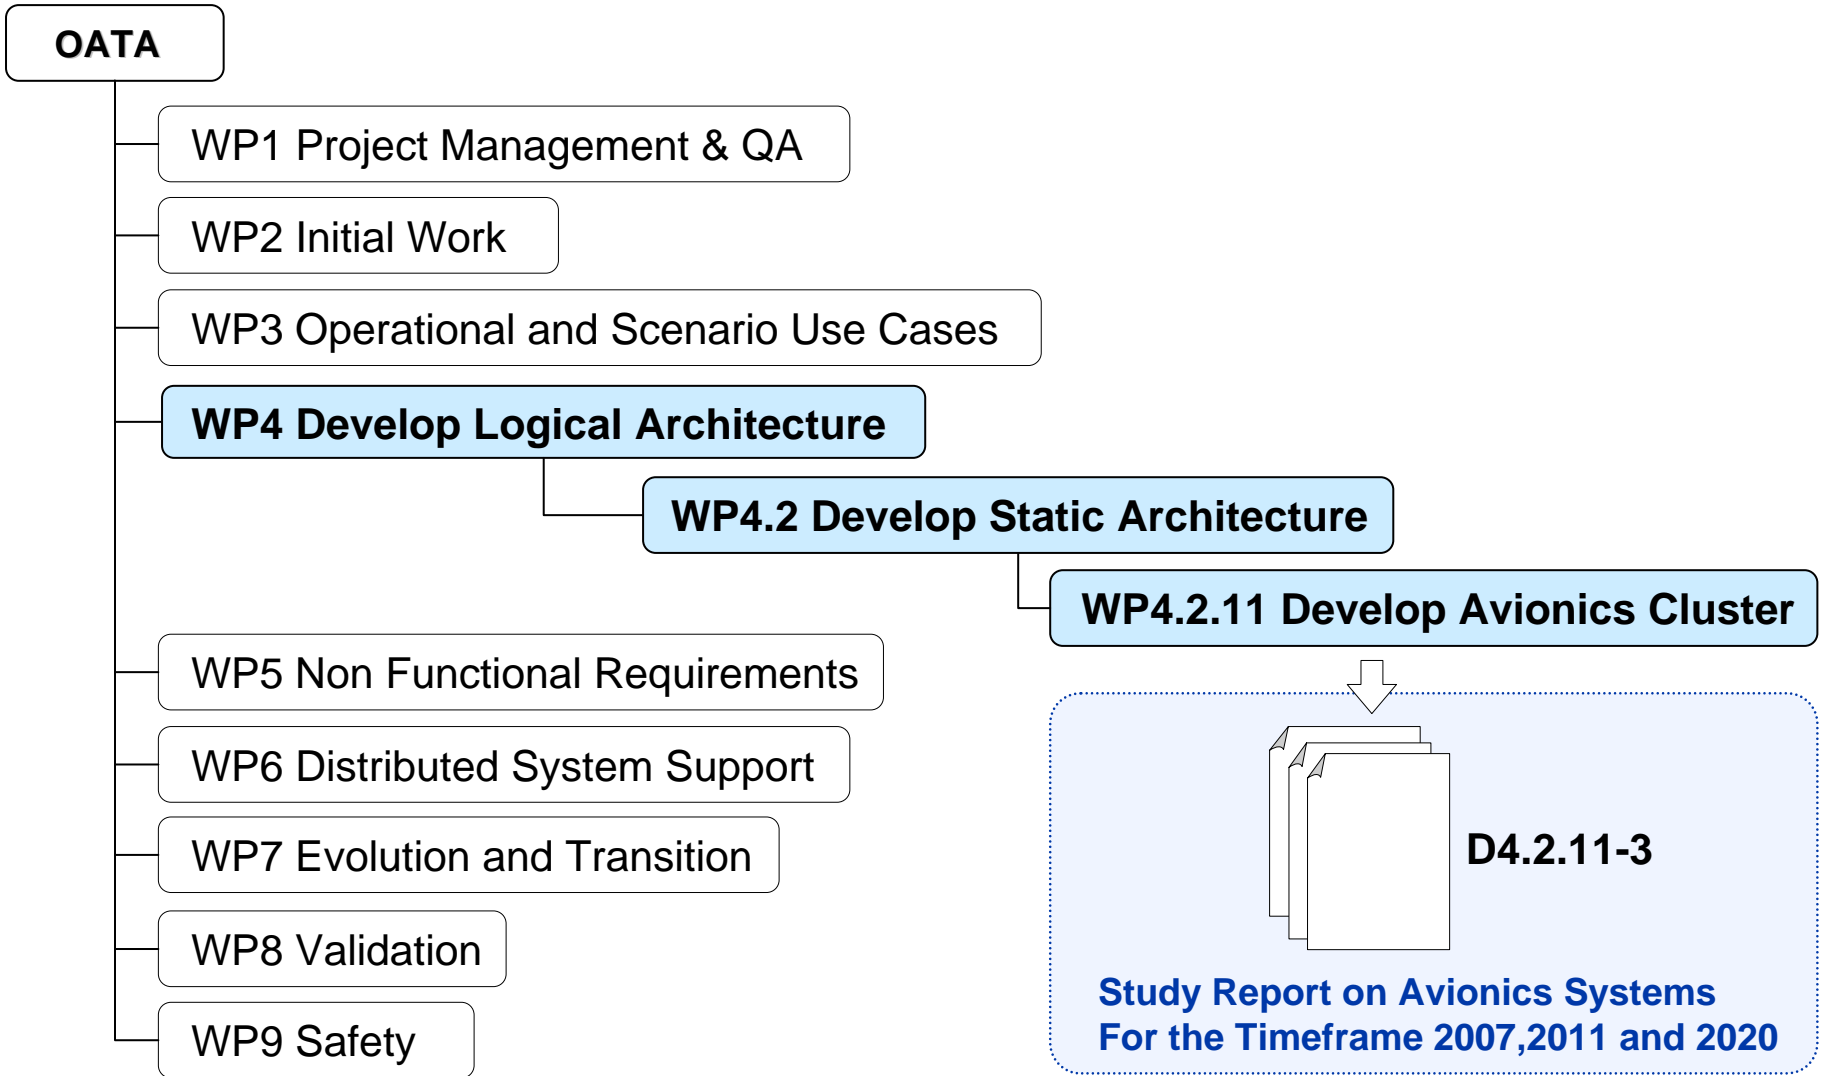 OATA
WP1 Project Management & QA
WP2 Initial Work
WP3 Operational and Scenario Use Cases
WP4 Develop Logical Architecture
WP4.2 Develop Static Architecture
WP4.2.11 Develop Avionics Cluster
WP5 Non Functional Requirements
WP6 Distributed System Support
WP7 Evolution and Transition
WP8 Validation
WP9 Safety
D4.2.11-3
Study Report on Avionics Systems
For the Timeframe 2007,2011 and 2020